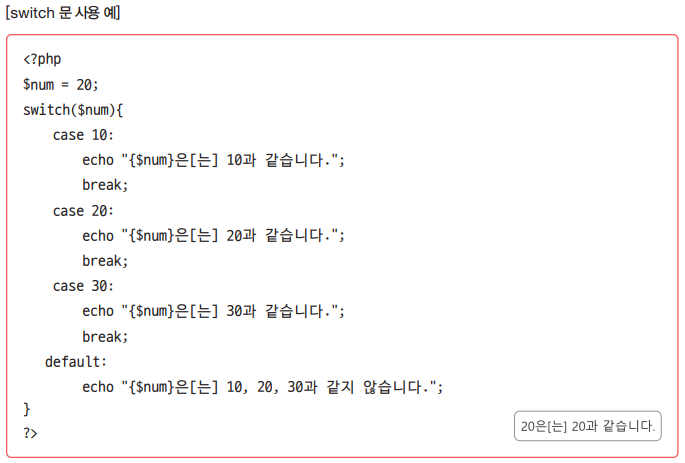 [switch 문 사용 예]
<?php
$num = 20;
switch($num){
    case 10:
        echo "{$num}은[는] 10과 같습니다.";
        break;
    case 20:
        echo "{$num}은[는] 20과 같습니다.";
        break;
    case 30:
        echo "{$num}은[는] 30과 같습니다.";
        break;
   default:
        echo "{$num}은[는] 10, 20, 30과 같지 않습니다.";
}
?>
20은[는] 20과 같습니다.